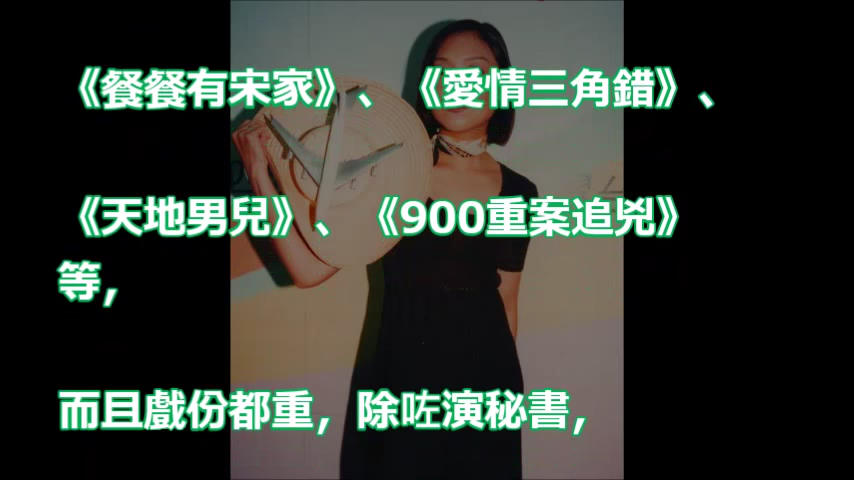 《餐餐有宋家》、《愛情三角錯》、
《天地男兒》、《900重案追兇》
等，
而且戲份都重，除咗演秘書，